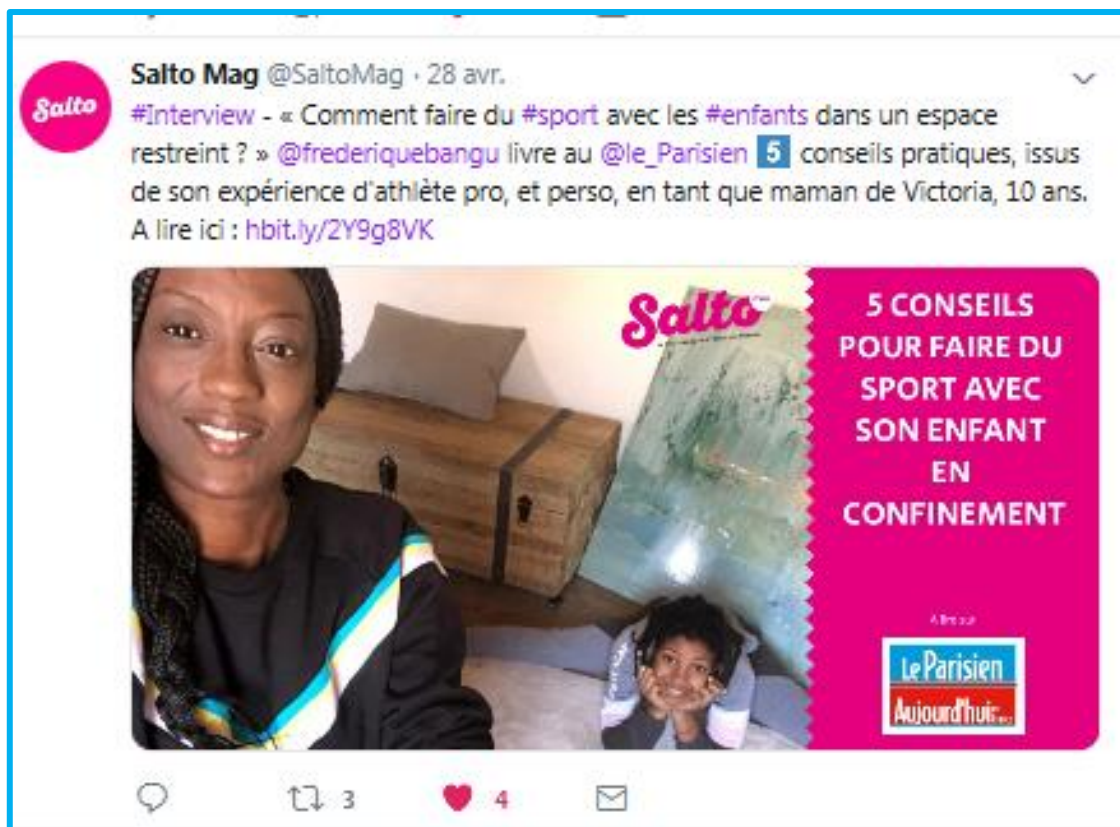 Salto
Salto Mag @SaltoMag · 28 avr.
#Interview - « Comment faire du #sport avec les #enfants dans un espace
restreint ? » @frederiquebangu livre au @le_Parisien 5 conseils pratiques, issus
de son expérience d'athlète pro, et perso, en tant que maman de Victoria, 10 ans.
A lire ici : hbit.ly/2Y9g8VK
Salto
5 CONSEILS
POUR FAIRE DU
SPORT AVEC
SON ENFANT
EN
CONFINEMENT
A lire sur
Le Parisien
Aujourd'hui
3
4